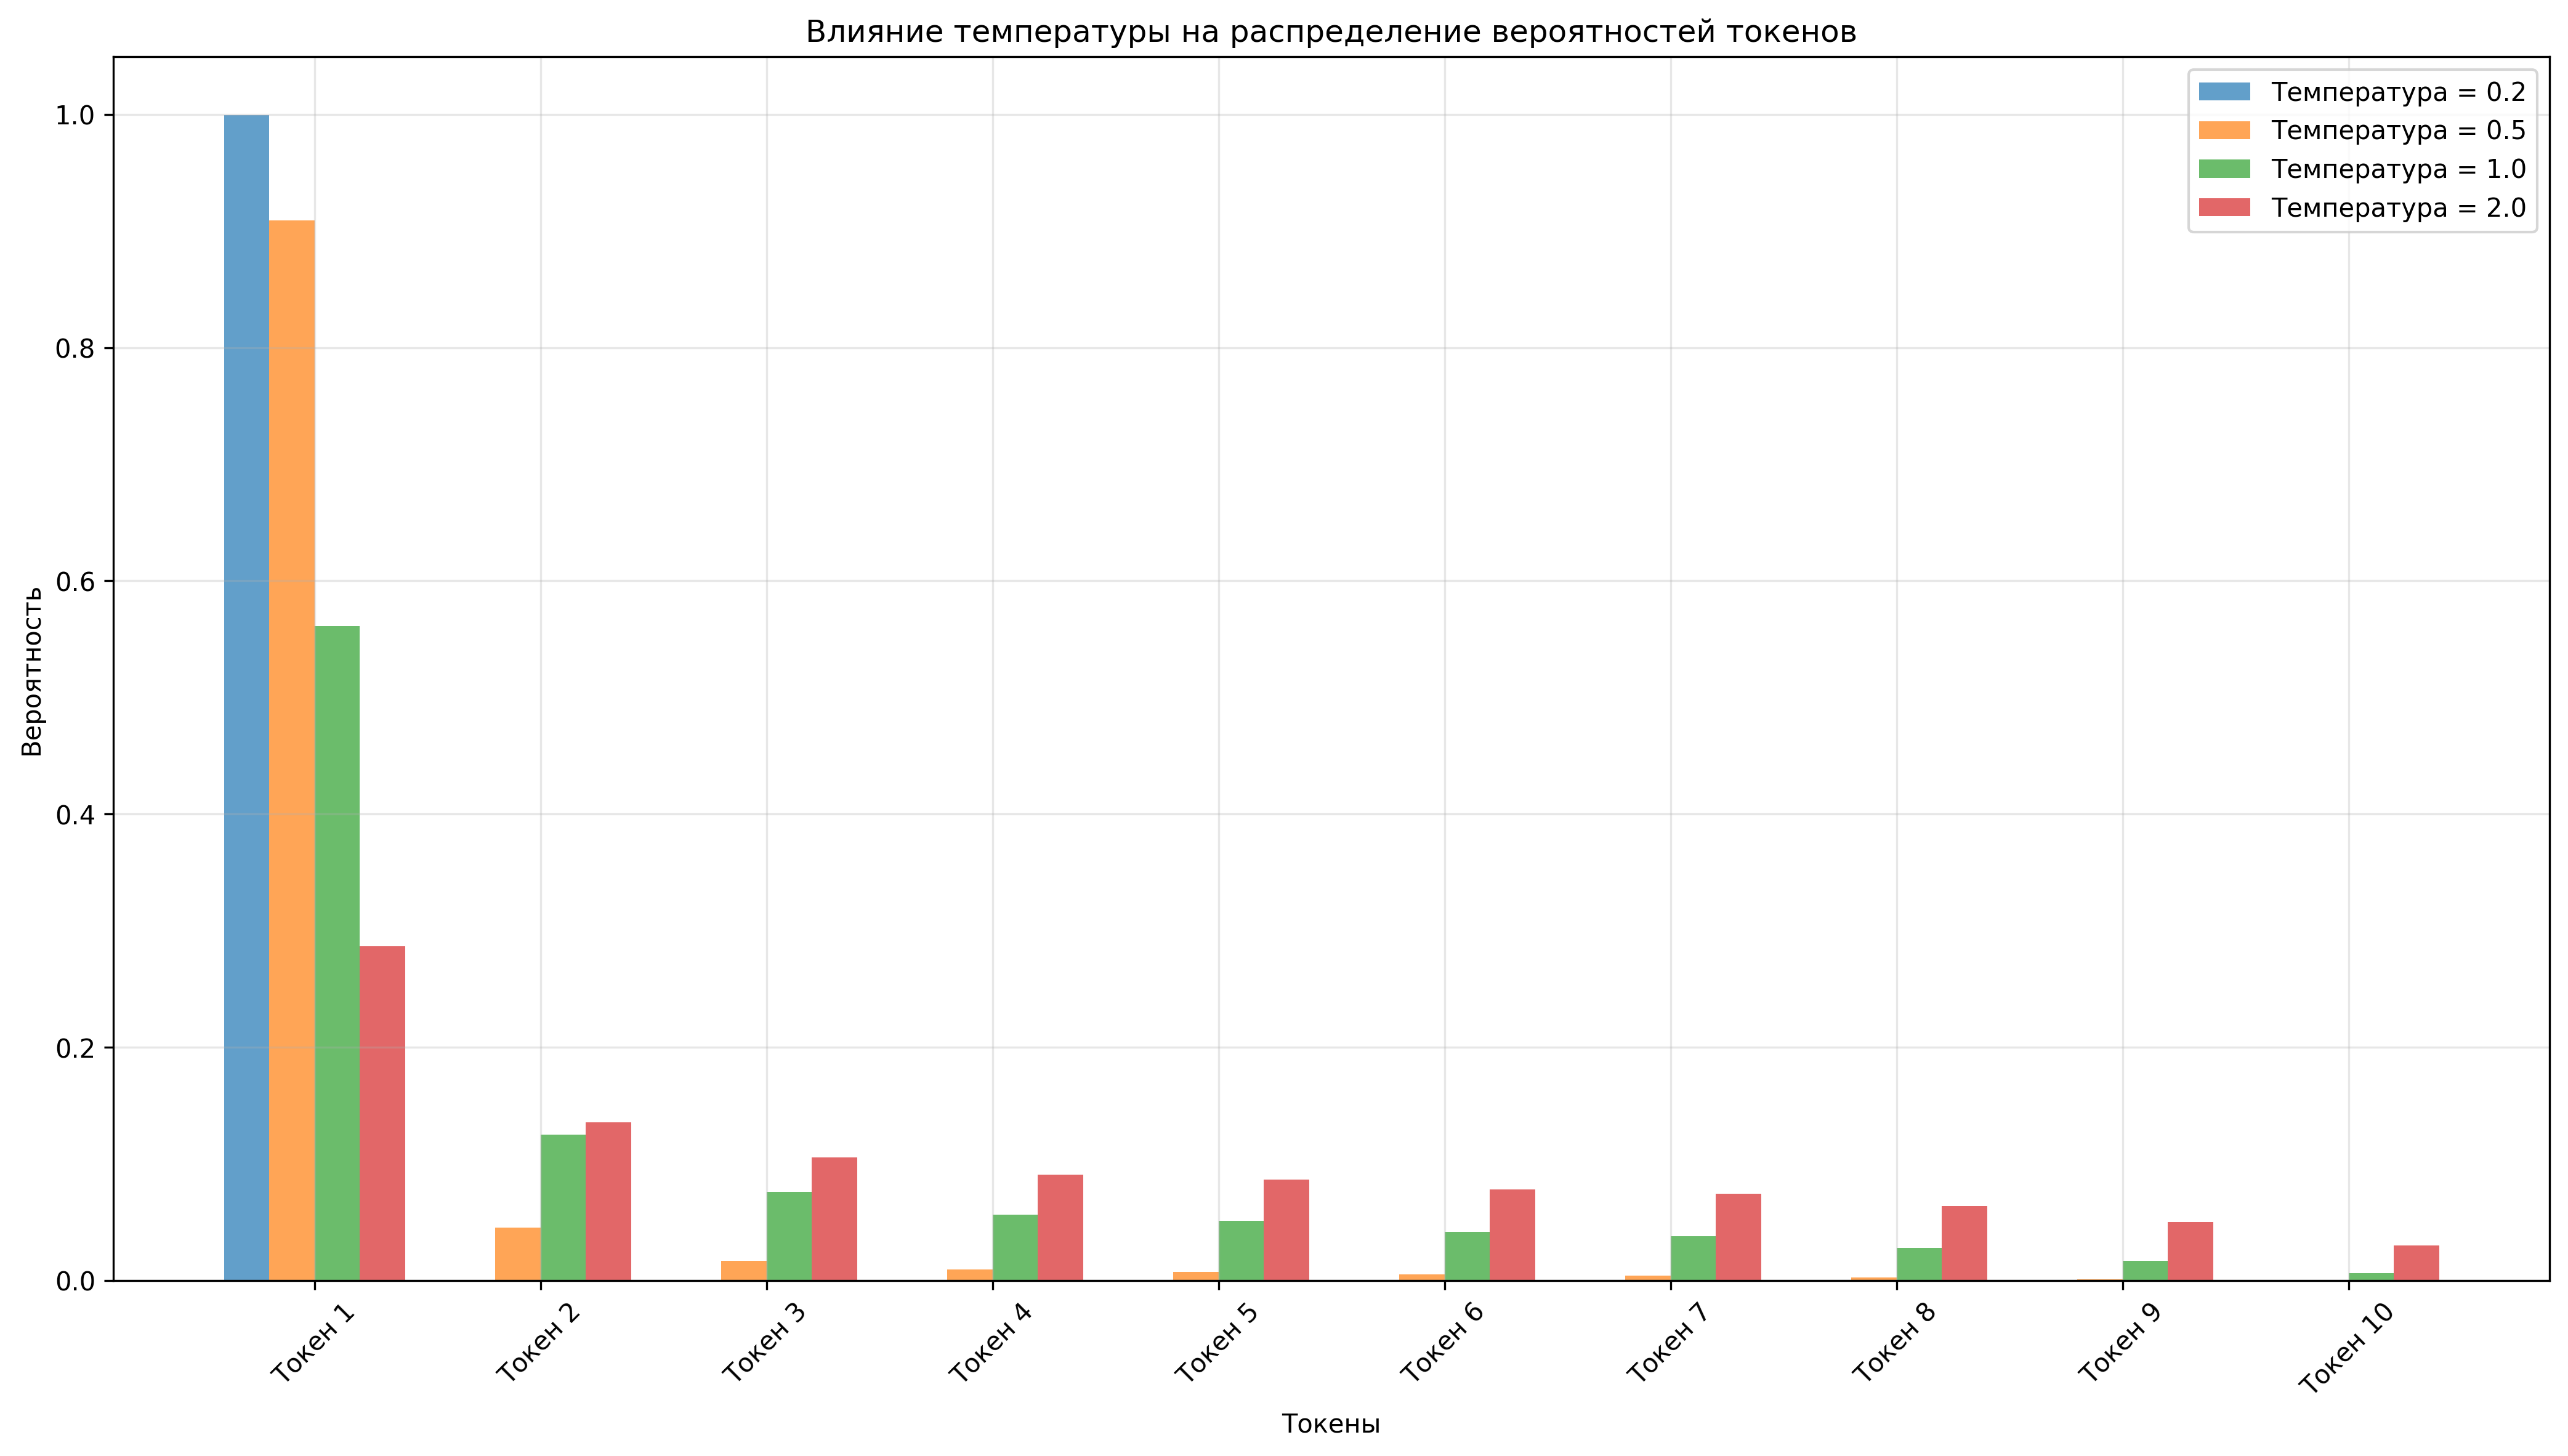 Влияние температуры на распределение вероятностей токенов
Температура = 0.2
Температура = 0.5
Температура = 1.0
Температура = 2.0
Вероятность
1.0
0.8
0.6
0.4
0.2
0.0
Токен 1
Токен 2
Токен 3
Токен 4
Токен 5
Токен 6
Токен 7
Токен 8
Токен 9
Токен 10
Токены